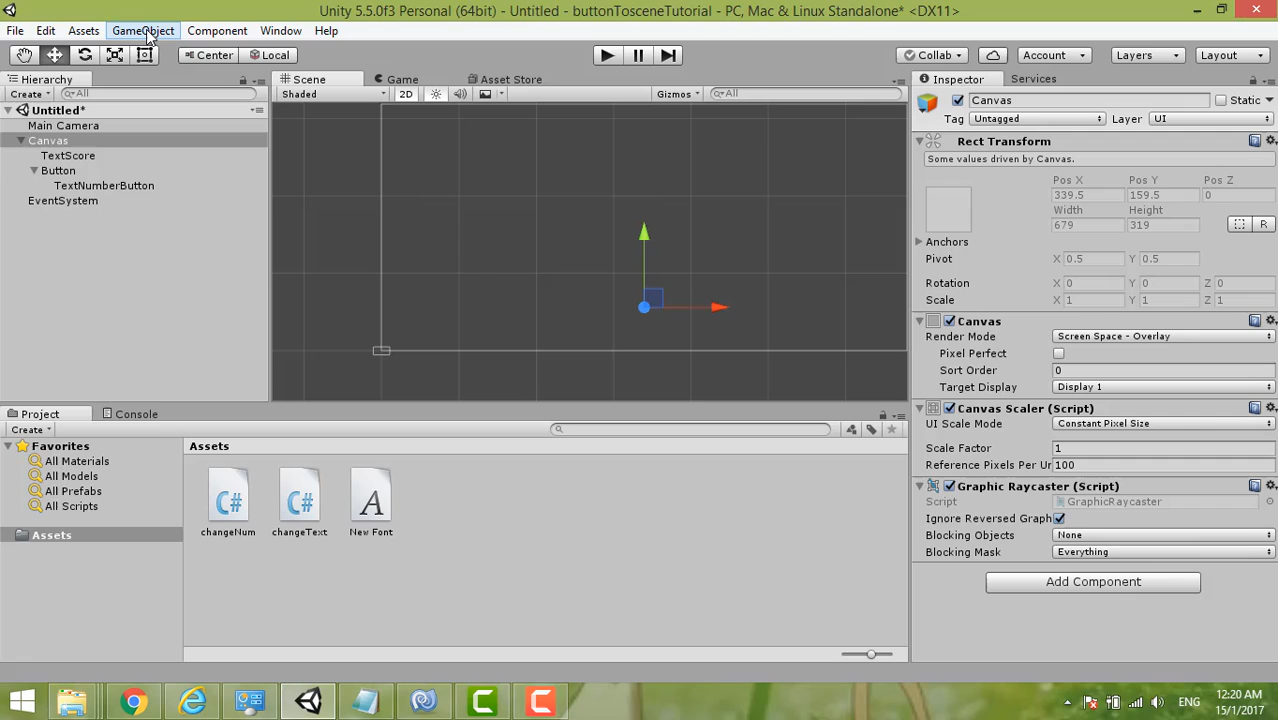 Unity 5.5.0f3 Personal (64bit) - Untitled - buttonTosceneTutorial - PC, Mac & Linux Standalone* <DX11>
File Edit Assets GameObject Component Window Help
Center Local Collab Account Layers Layout
Hierarchy
Create All
Untitled*
Main Camera
Canvas
TextScore
Button
TextNumberButton
EventSystem
Scene Game Asset Store
Shaded 2D Gizmos All
Inspector Services
Canvas Static
Tag Untagged Layer UI
Rect Transform
Some values driven by Canvas.
Pos X Pos Y Pos Z
339.5 159.5 0
Width Height
679 319
R
Anchors
Pivot X 0.5 Y 0.5
Rotation X 0 Y 0 Z 0
Scale X 1 Y 1 Z 1
Canvas
Render Mode Screen Space - Overlay
Pixel Perfect
Sort Order 0
Target Display Display 1
Canvas Scaler (Script)
UI Scale Mode Constant Pixel Size
Scale Factor 1
Reference Pixels Per Ur 100
Graphic Raycaster (Script)
Script GraphicRaycaster
Ignore Reversed Graph
Blocking Objects None
Blocking Mask Everything
Add Component
Project Console
Create
Favorites
All Materials
All Models
All Prefabs
All Scripts
Assets
Assets
C# C# A
changeNum changeText New Font
ENG
12:20 AM
15/1/2017